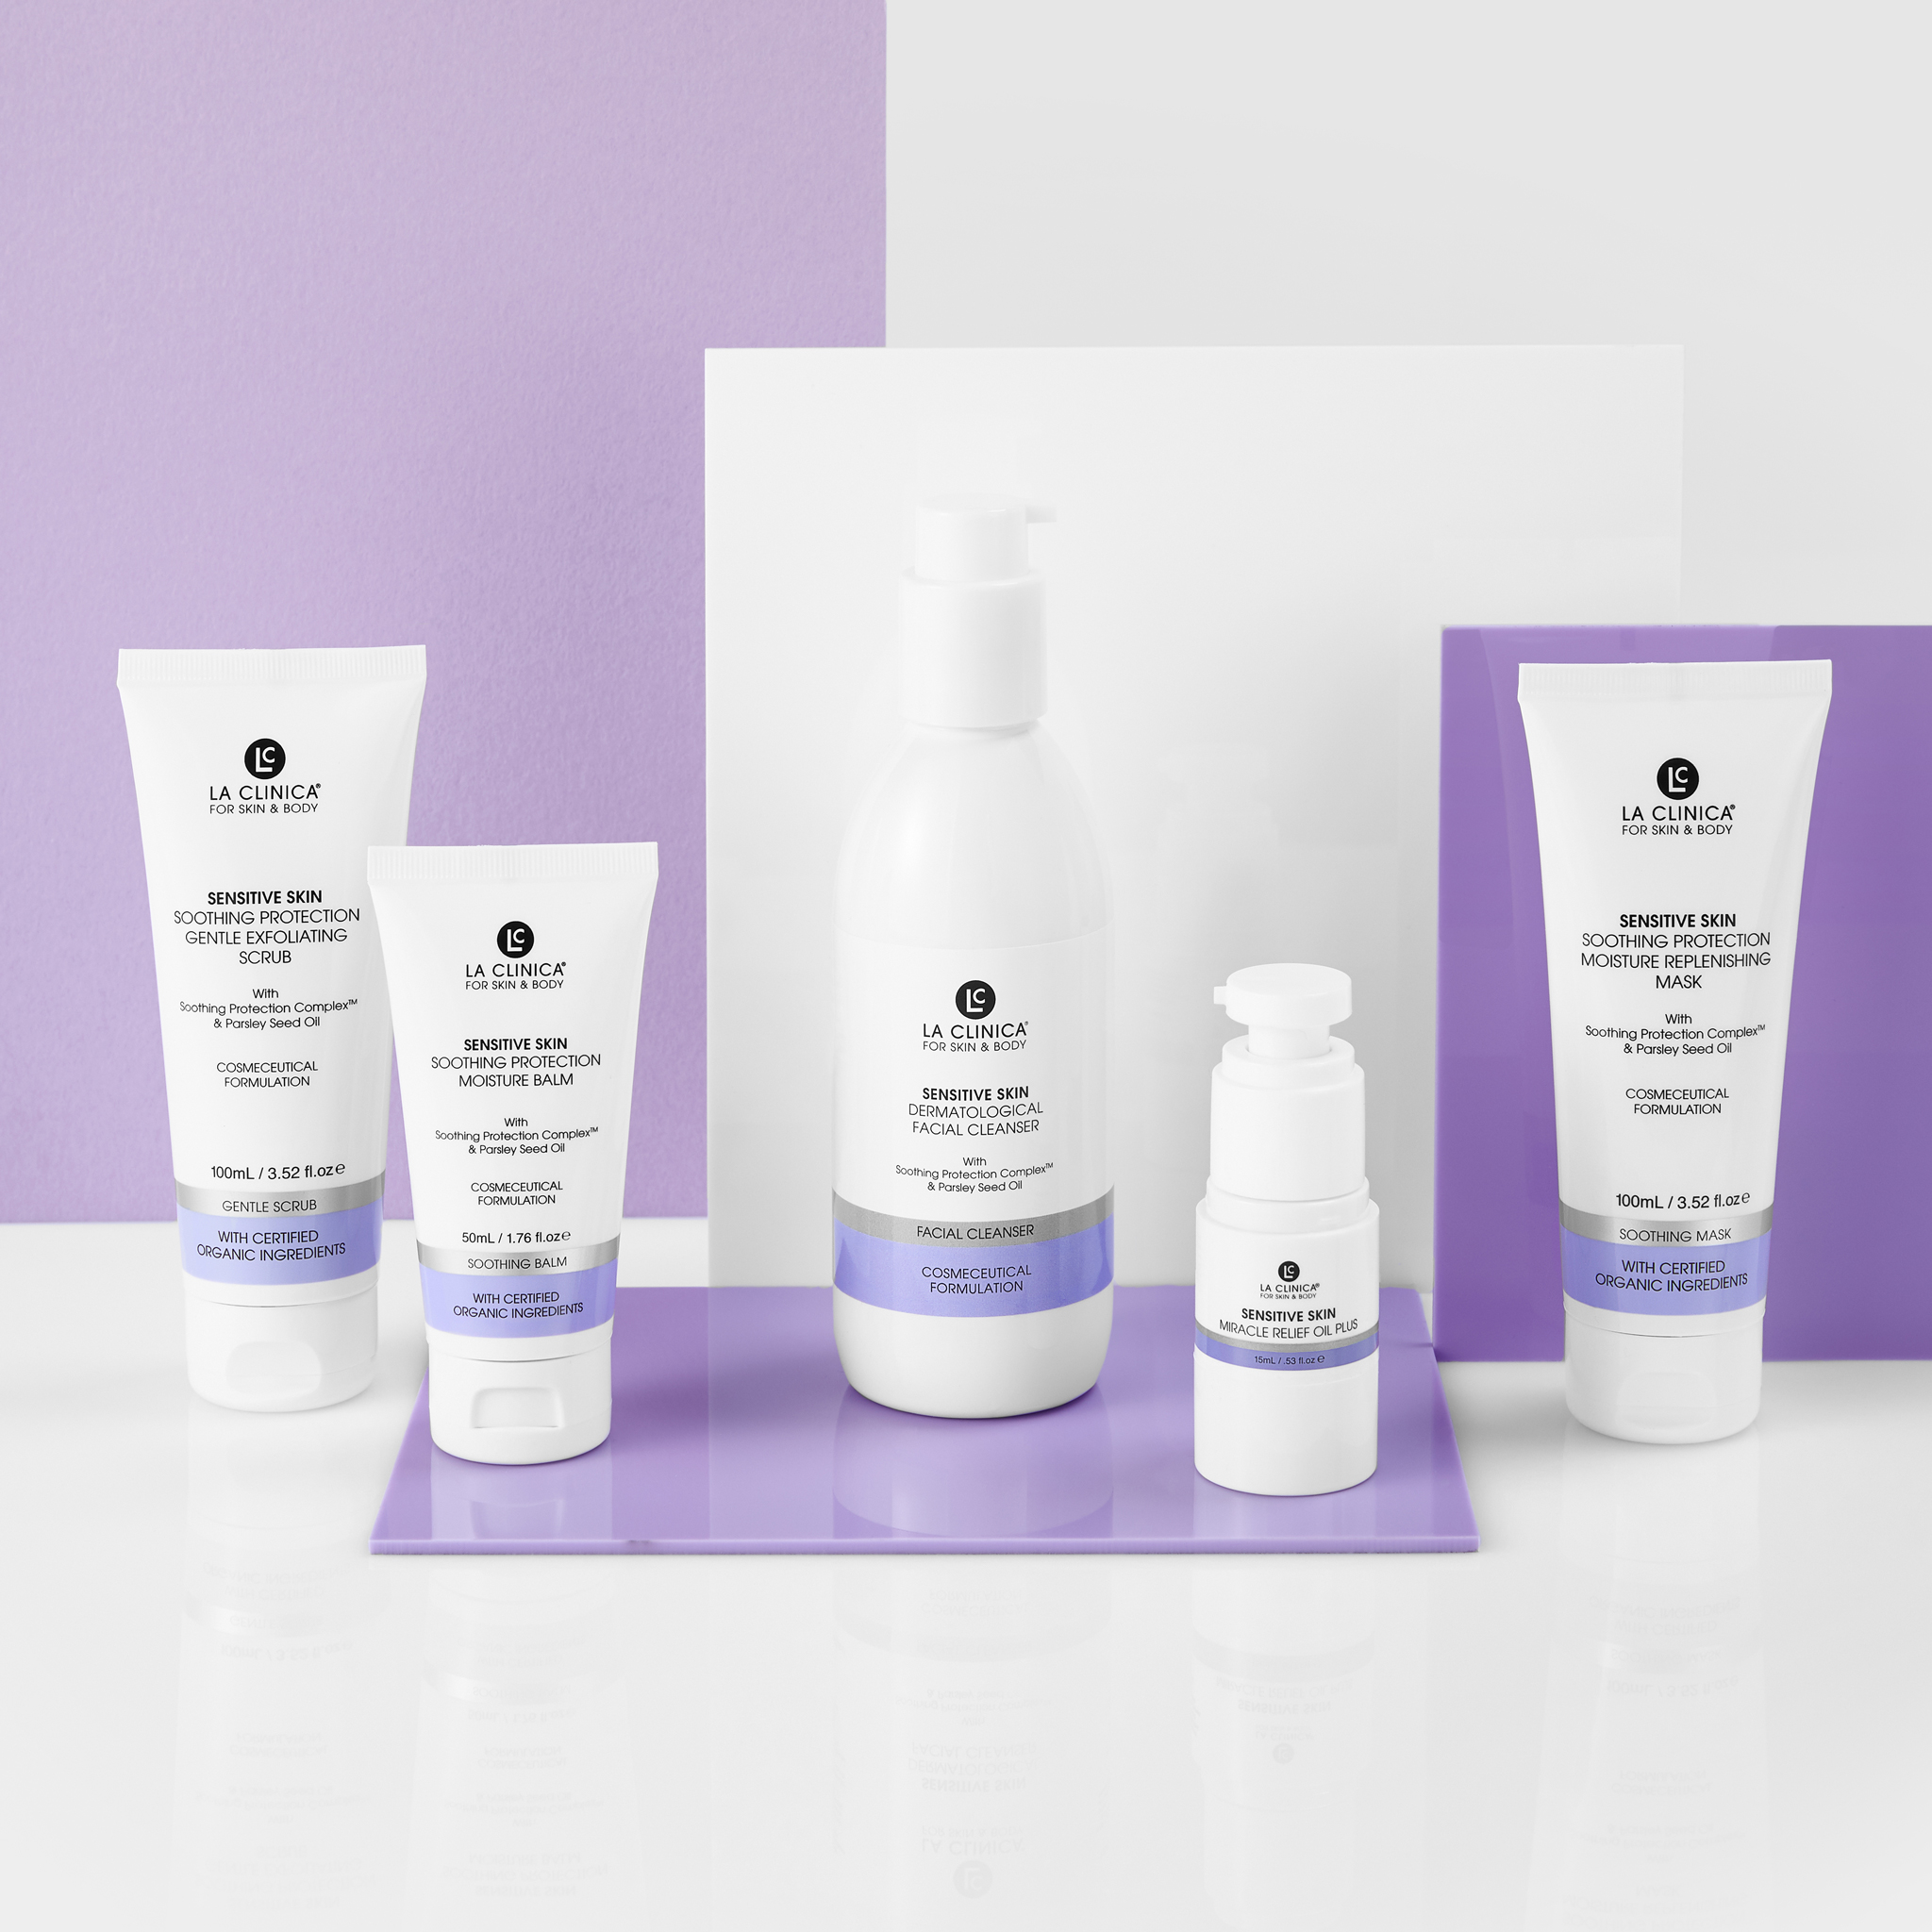 LC
LA CLINICA®
FOR SKIN & BODY
SENSITIVE SKIN
SOOTHING PROTECTION
GENTLE EXFOLIATING
SCRUB
With
Soothing Protection Complex™
& Parsley Seed Oil
COSMECEUTICAL
FORMULATION
100mL / 3.52 fl.oz ℮
GENTLE SCRUB
WITH CERTIFIED
ORGANIC INGREDIENTS
LC
LA CLINICA®
FOR SKIN & BODY
SENSITIVE SKIN
SOOTHING PROTECTION
MOISTURE BALM
With
Soothing Protection Complex™
& Parsley Seed Oil
COSMECEUTICAL
FORMULATION
50mL / 1.76 fl.oz ℮
SOOTHING BALM
WITH CERTIFIED
ORGANIC INGREDIENTS
LC
LA CLINICA®
FOR SKIN & BODY
SENSITIVE SKIN
DERMATOLOGICAL
FACIAL CLEANSER
With
Soothing Protection Complex™
& Parsley Seed Oil
FACIAL CLEANSER
COSMECEUTICAL
FORMULATION
LC
LA CLINICA®
FOR SKIN & BODY
SENSITIVE SKIN
MIRACLE RELIEF OIL PLUS
15mL / .53 fl.oz ℮
LC
LA CLINICA®
FOR SKIN & BODY
SENSITIVE SKIN
SOOTHING PROTECTION
MOISTURE REPLENISHING
MASK
With
Soothing Protection Complex™
& Parsley Seed Oil
COSMECEUTICAL
FORMULATION
100mL / 3.52 fl.oz ℮
SOOTHING MASK
WITH CERTIFIED
ORGANIC INGREDIENTS